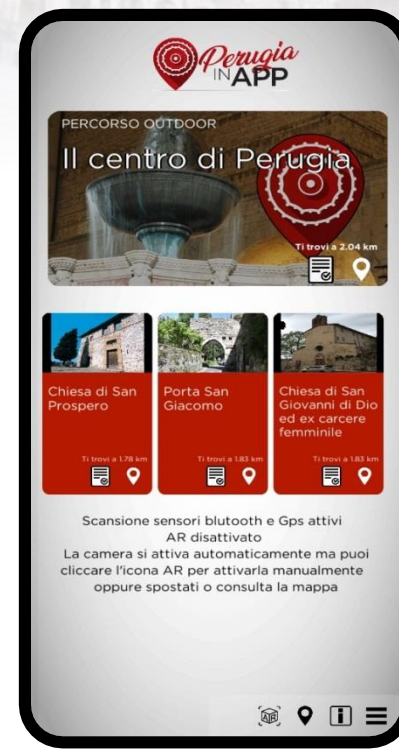 Perugia
INAPP
PERCORSO OUTDOOR
Il centro di Perugia
Ti trovi a 2.04 km
Chiesa di San
Prospero
Ti trovi a 1.78 km
Porta San
Giacomo
Ti trovi a 1.83 km
Chiesa di San
Giovanni di Dio
ed ex carcere
femminile
Ti trovi a 1.83 km
Scansione sensori blutooth e Gps attivi
AR disattivato
La camera si attiva automaticamente ma puoi
cliccare l'icona AR per attivarla manualmente
oppure spostati o consulta la mappa
AR
i